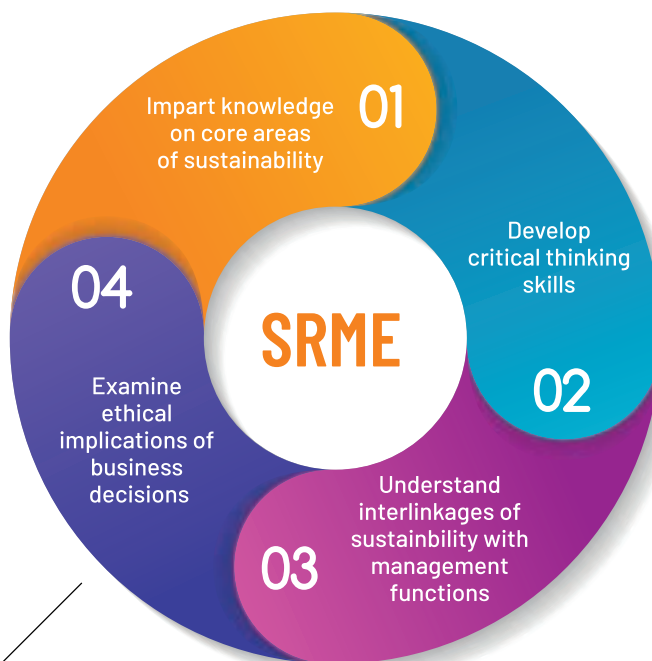 01
Impart knowledge
on core areas
of sustainability
Develop
critical thinking
skills
02
Understand
interlinkages of
sustainbility with
management
functions
03
04
Examine
ethical
implications of
business
decisions
SRME